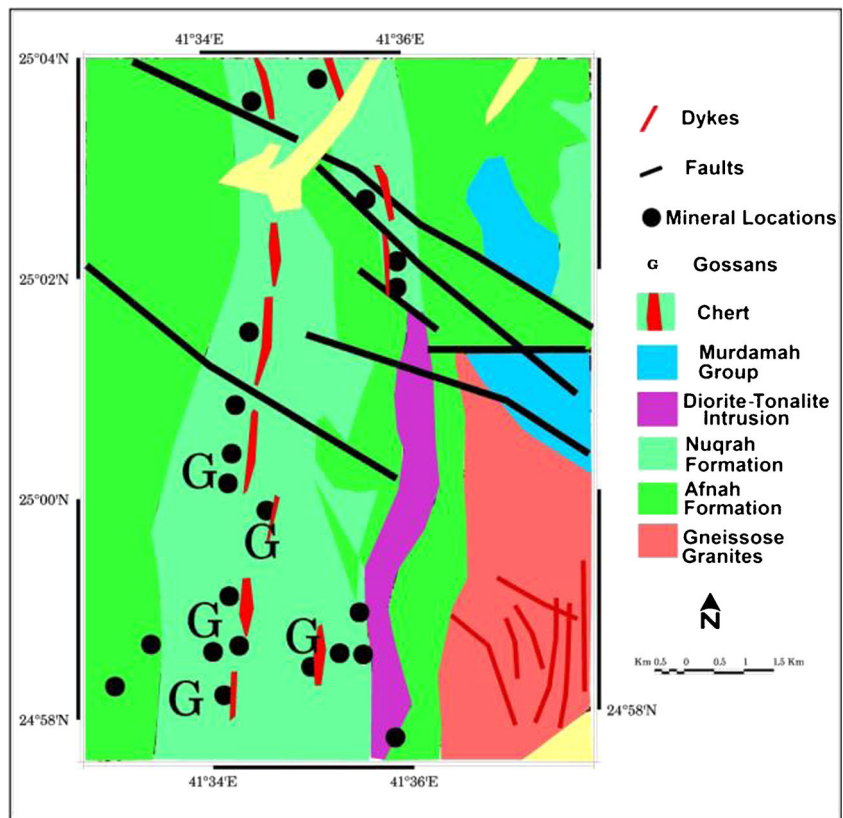 41°34'E 41°36'E
25°04'N
25°02'N
25°00'N
24°58'N
24°58'N
41°34'E 41°36'E
G
G
G
G
G
Dykes
Faults
Mineral Locations
G Gossans
Chert
Murdamah
Group
Diorite-Tonalite
Intrusion
Nuqrah
Formation
Afnah
Formation
Gneissose
Granites
N
Km 0.5 0 0.5 1 1.5 Km